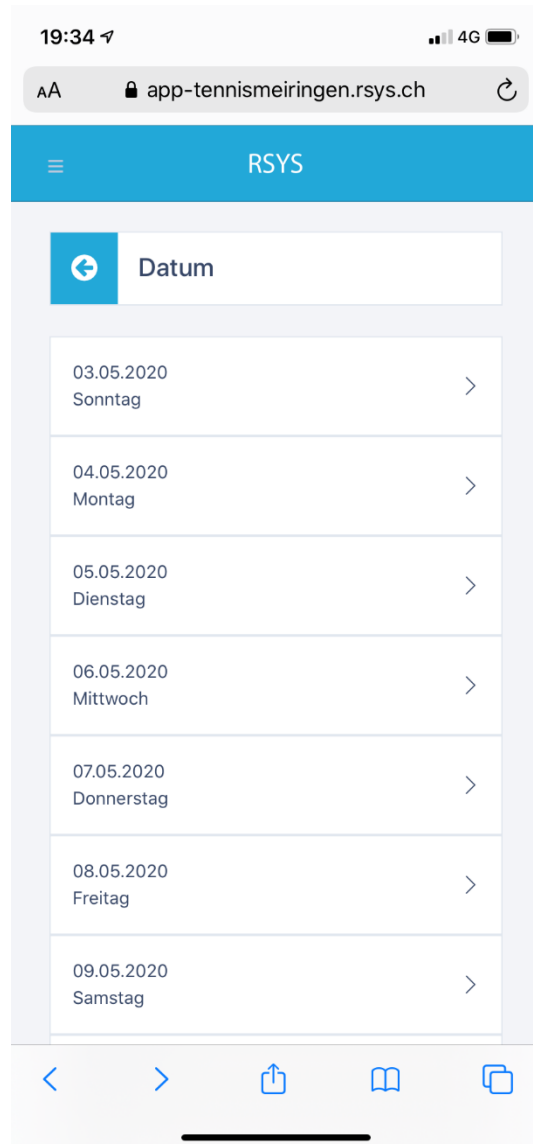 19:34
4G
AA
app-tennismeiringen.rsys.ch
RSYS
Datum
03.05.2020
Sonntag
04.05.2020
Montag
05.05.2020
Dienstag
06.05.2020
Mittwoch
07.05.2020
Donnerstag
08.05.2020
Freitag
09.05.2020
Samstag